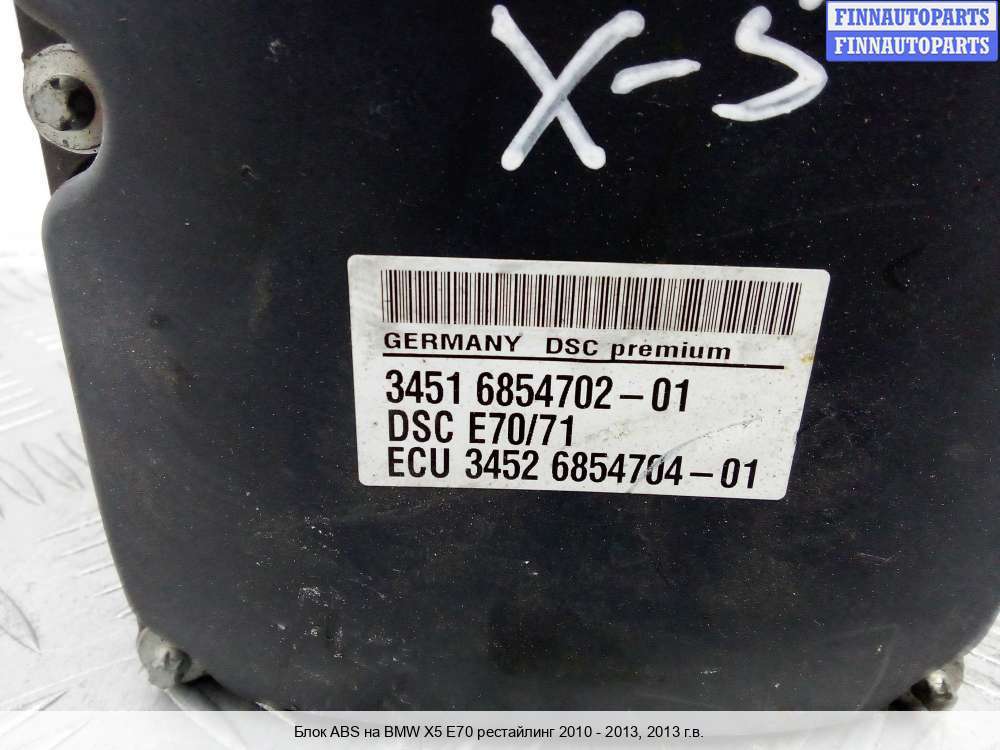 FINNAUTOPARTS
FINNAUTOPARTS
X-5
GERMANY DSC premium
3451 6854702-01
DSC E70/71
ECU 3452 6854704-01
Блок ABS на BMW X5 E70 рестайлинг 2010 - 2013, 2013 г.в.